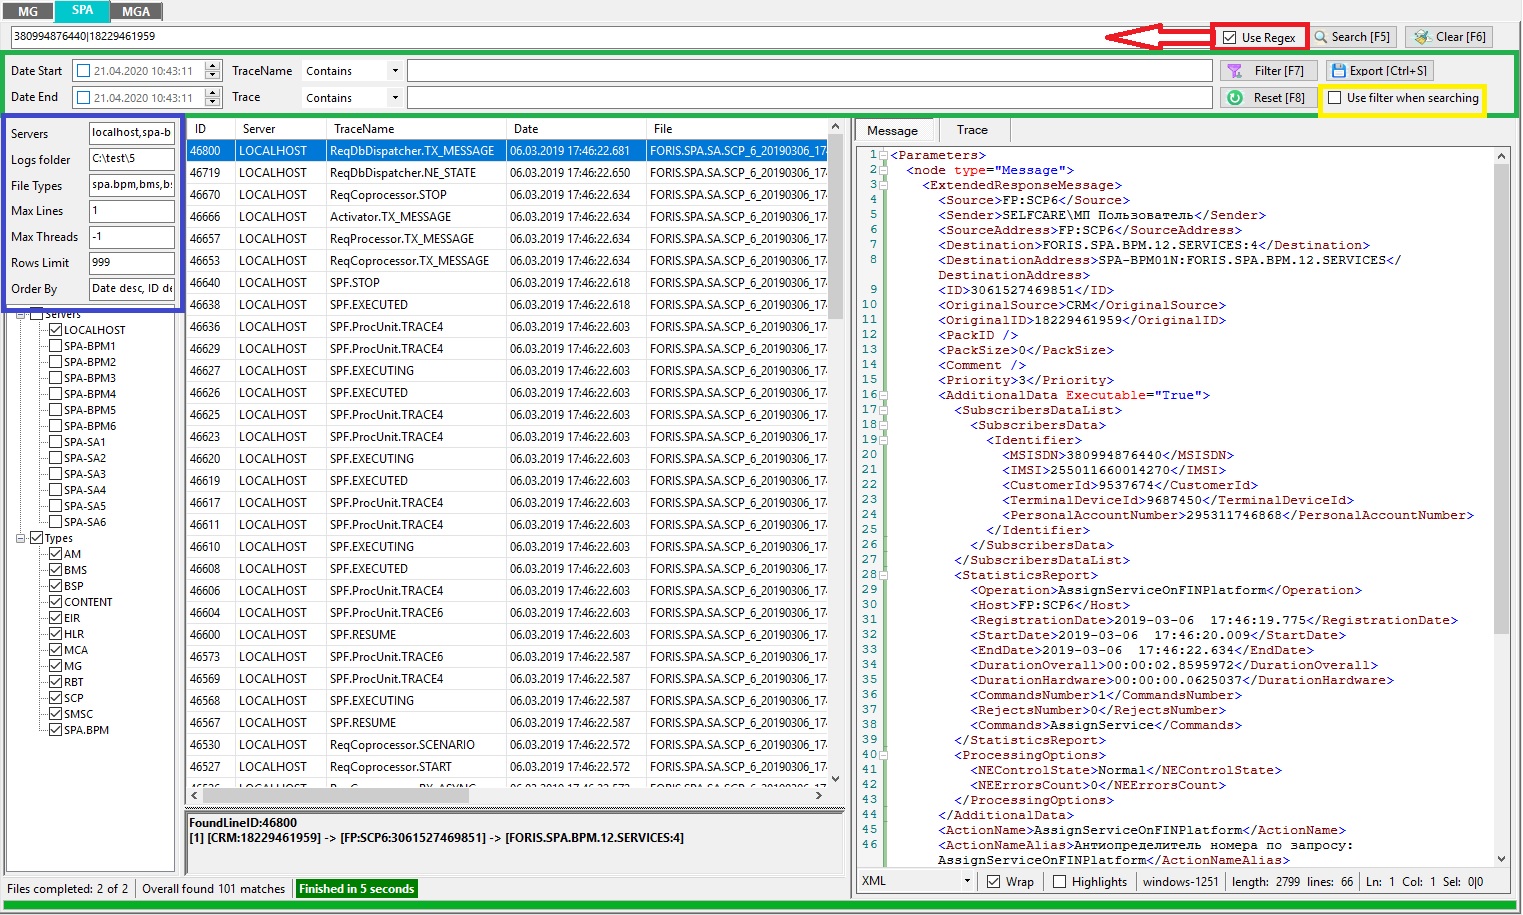 MG SPA MGA
380994876440|18229461959
Use Regex Search [F5] Clear [F6]
Date Start 21.04.2020 10:43:11 TraceName Contains Filter [F7] Export [Ctrl+S]
Date End 21.04.2020 10:43:11 Trace Contains Reset [F8] Use filter when searching
Servers localhost,spa-b
Logs folder C:\test\5
File Types spa.bpm,bms,bs
Max Lines 1
Max Threads -1
Rows Limit 999
Order By Date desc, ID de
Servers
LOCALHOST
SPA-BPM1
SPA-BPM2
SPA-BPM3
SPA-BPM4
SPA-BPM5
SPA-BPM6
SPA-SA1
SPA-SA2
SPA-SA3
SPA-SA4
SPA-SA5
SPA-SA6
Types
AM
BMS
BSP
CONTENT
EIR
HLR
MCA
MG
RBT
SCP
SMSC
SPA.BPM
ID Server TraceName Date File
46800 LOCALHOST ReqDbDispatcher.TX_MESSAGE 06.03.2019 17:46:22.681 FORIS.SPA.SA.SCP_6_20190306_174
46719 LOCALHOST ReqDbDispatcher.NE_STATE 06.03.2019 17:46:22.650 FORIS.SPA.SA.SCP_6_20190306_174
46670 LOCALHOST ReqCoprocessor.STOP 06.03.2019 17:46:22.634 FORIS.SPA.SA.SCP_6_20190306_174
46666 LOCALHOST Activator.TX_MESSAGE 06.03.2019 17:46:22.634 FORIS.SPA.SA.SCP_6_20190306_174
46657 LOCALHOST ReqProcessor.TX_MESSAGE 06.03.2019 17:46:22.634 FORIS.SPA.SA.SCP_6_20190306_174
46653 LOCALHOST ReqCoprocessor.TX_MESSAGE 06.03.2019 17:46:22.634 FORIS.SPA.SA.SCP_6_20190306_174
46640 LOCALHOST SPF.STOP 06.03.2019 17:46:22.618 FORIS.SPA.SA.SCP_6_20190306_174
46638 LOCALHOST SPF.EXECUTED 06.03.2019 17:46:22.618 FORIS.SPA.SA.SCP_6_20190306_174
46636 LOCALHOST SPF.ProcUnit.TRACE4 06.03.2019 17:46:22.603 FORIS.SPA.SA.SCP_6_20190306_174
46629 LOCALHOST SPF.ProcUnit.TRACE4 06.03.2019 17:46:22.603 FORIS.SPA.SA.SCP_6_20190306_174
46627 LOCALHOST SPF.EXECUTING 06.03.2019 17:46:22.603 FORIS.SPA.SA.SCP_6_20190306_174
46626 LOCALHOST SPF.EXECUTED 06.03.2019 17:46:22.603 FORIS.SPA.SA.SCP_6_20190306_174
46625 LOCALHOST SPF.ProcUnit.TRACE4 06.03.2019 17:46:22.603 FORIS.SPA.SA.SCP_6_20190306_174
46623 LOCALHOST SPF.ProcUnit.TRACE4 06.03.2019 17:46:22.603 FORIS.SPA.SA.SCP_6_20190306_174
46620 LOCALHOST SPF.EXECUTING 06.03.2019 17:46:22.603 FORIS.SPA.SA.SCP_6_20190306_174
46619 LOCALHOST SPF.EXECUTED 06.03.2019 17:46:22.603 FORIS.SPA.SA.SCP_6_20190306_174
46617 LOCALHOST SPF.ProcUnit.TRACE4 06.03.2019 17:46:22.603 FORIS.SPA.SA.SCP_6_20190306_174
46611 LOCALHOST SPF.ProcUnit.TRACE4 06.03.2019 17:46:22.603 FORIS.SPA.SA.SCP_6_20190306_174
46610 LOCALHOST SPF.EXECUTING 06.03.2019 17:46:22.603 FORIS.SPA.SA.SCP_6_20190306_174
46608 LOCALHOST SPF.EXECUTED 06.03.2019 17:46:22.603 FORIS.SPA.SA.SCP_6_20190306_174
46606 LOCALHOST SPF.ProcUnit.TRACE4 06.03.2019 17:46:22.603 FORIS.SPA.SA.SCP_6_20190306_174
46604 LOCALHOST SPF.ProcUnit.TRACE6 06.03.2019 17:46:22.603 FORIS.SPA.SA.SCP_6_20190306_174
46600 LOCALHOST SPF.RESUME 06.03.2019 17:46:22.603 FORIS.SPA.SA.SCP_6_20190306_174
46573 LOCALHOST SPF.ProcUnit.TRACE6 06.03.2019 17:46:22.587 FORIS.SPA.SA.SCP_6_20190306_174
46569 LOCALHOST SPF.ProcUnit.TRACE4 06.03.2019 17:46:22.587 FORIS.SPA.SA.SCP_6_20190306_174
46568 LOCALHOST SPF.EXECUTING 06.03.2019 17:46:22.587 FORIS.SPA.SA.SCP_6_20190306_174
46567 LOCALHOST SPF.RESUME 06.03.2019 17:46:22.587 FORIS.SPA.SA.SCP_6_20190306_174
46530 LOCALHOST ReqCoprocessor.SCENARIO 06.03.2019 17:46:22.572 FORIS.SPA.SA.SCP_6_20190306_174
46527 LOCALHOST ReqCoprocessor.START 06.03.2019 17:46:22.572 FORIS.SPA.SA.SCP_6_20190306_174
FoundLineID:46800
[1] [CRM:18229461959] -> [FP:SCP6:3061527469851] -> [FORIS.SPA.BPM.12.SERVICES:4]
Message Trace
1 <Parameters>
2 <node type="Message">
3 <ExtendedResponseMessage>
4 <Source>FP:SCP6</Source>
5 <Sender>SELFCARE\МП Пользователь</Sender>
6 <SourceAddress>FP:SCP6</SourceAddress>
7 <Destination>FORIS.SPA.BPM.12.SERVICES:4</Destination>
8 <DestinationAddress>SPA-BPM01N:FORIS.SPA.BPM.12.SERVICES</
DestinationAddress>
9 <ID>3061527469851</ID>
10 <OriginalSource>CRM</OriginalSource>
11 <OriginalID>18229461959</OriginalID>
12 <PackID />
13 <PackSize>0</PackSize>
14 <Comment />
15 <Priority>3</Priority>
16 <AdditionalData Executable="True">
17 <SubscribersDataList>
18 <SubscribersData>
19 <Identifier>
20 <MSISDN>380994876440</MSISDN>
21 <IMSI>255011660014270</IMSI>
22 <CustomerId>9537674</CustomerId>
23 <TerminalDeviceId>9687450</TerminalDeviceId>
24 <PersonalAccountNumber>295311746868</PersonalAccountNumber>
25 </Identifier>
26 </SubscribersData>
27 </SubscribersDataList>
28 <StatisticsReport>
29 <Operation>AssignServiceOnFINPlatform</Operation>
30 <Host>FP:SCP6</Host>
31 <RegistrationDate>2019-03-06 17:46:19.775</RegistrationDate>
32 <StartDate>2019-03-06 17:46:20.009</StartDate>
33 <EndDate>2019-03-06 17:46:22.634</EndDate>
34 <DurationOverall>00:00:02.8595972</DurationOverall>
35 <DurationHardware>00:00:00.0625037</DurationHardware>
36 <CommandsNumber>1</CommandsNumber>
37 <RejectsNumber>0</RejectsNumber>
38 <Commands>AssignService</Commands>
39 </StatisticsReport>
40 <ProcessingOptions>
41 <NEControlState>Normal</NEControlState>
42 <NEErrorsCount>0</NEErrorsCount>
43 </ProcessingOptions>
44 </AdditionalData>
45 <ActionName>AssignServiceOnFINPlatform</ActionName>
46 <ActionNameAlias>Антиопределитель номера по запросу:
AssignServiceOnFINPlatform</ActionNameAlias>
XML Wrap Highlights windows-1251 length: 2799 lines: 66 Ln: 1 Col: 1 Sel: 0|0
Files completed: 2 of 2 Overall found 101 matches Finished in 5 seconds